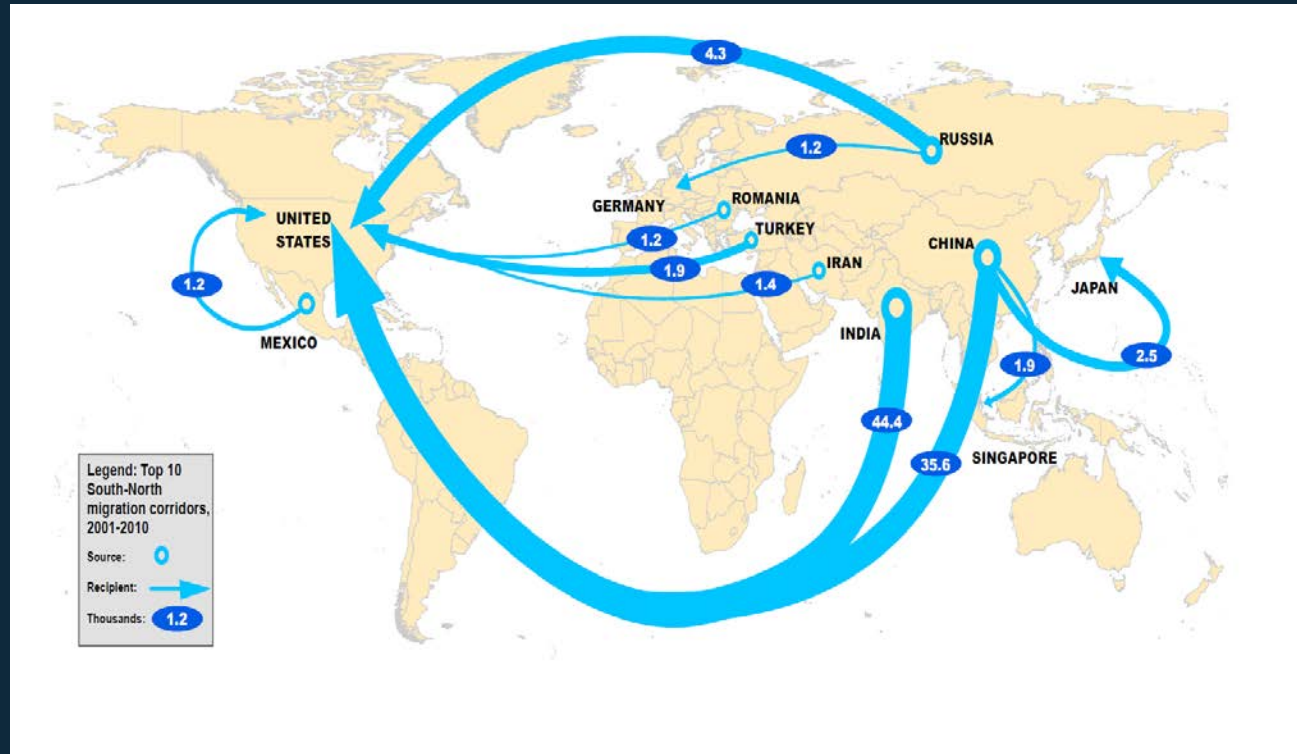 4.3
RUSSIA
1.2
GERMANY
ROMANIA
UNITED
STATES
TURKEY
1.2
CHINA
1.9
IRAN
1.4
1.2
JAPAN
MEXICO
INDIA
2.5
1.9
44.4
SINGAPORE
35.6
Legend: Top 10
South-North
migration corridors,
2001-2010
Source:
Recipient:
Thousands: 1.2